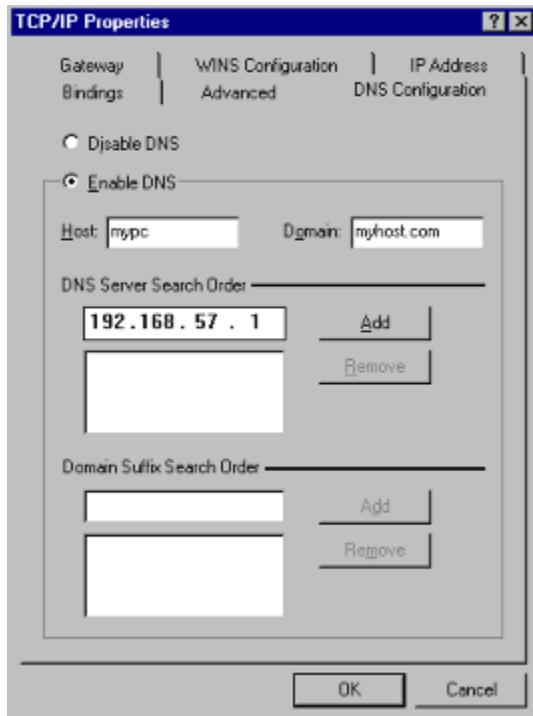 TCP/IP Properties
Gateway WINS Configuration IP Address
Bindings Advanced DNS Configuration
Disable DNS
Enable DNS
Host: mypc Domain: myhost.com
DNS Server Search Order
192.168.57.1 Add
Remove
Domain Suffix Search Order
Add
Remove
OK Cancel